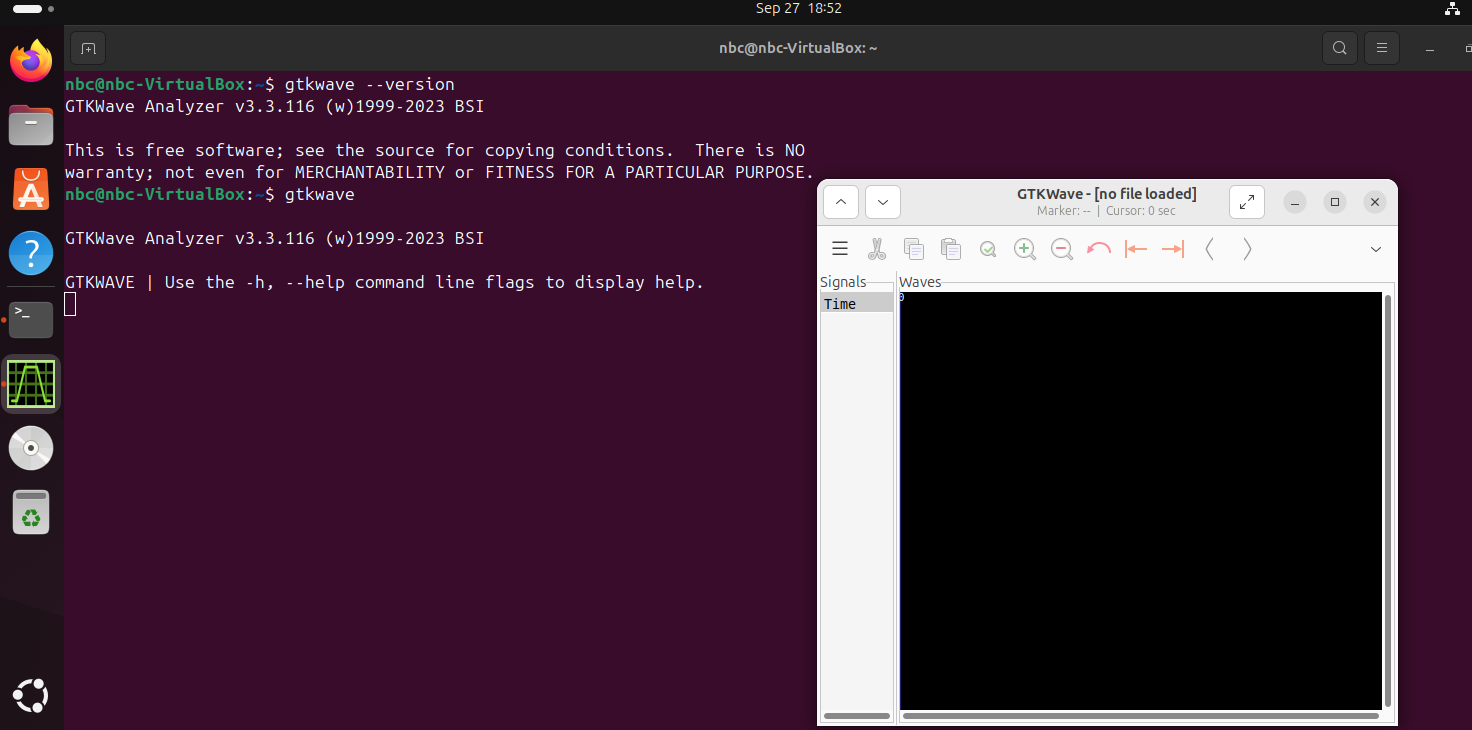 Sep 27 18:52
nbc@nbc-VirtualBox: ~
nbc@nbc-VirtualBox:~$ gtkwave --version
GTKWave Analyzer v3.3.116 (w)1999-2023 BSI
This is free software; see the source for copying conditions.  There is NO
warranty; not even for MERCHANTABILITY or FITNESS FOR A PARTICULAR PURPOSE.
nbc@nbc-VirtualBox:~$ gtkwave
GTKWave Analyzer v3.3.116 (w)1999-2023 BSI
GTKWAVE | Use the -h, --help command line flags to display help.
GTKWave - [no file loaded]
Marker: -- | Cursor: 0 sec
Signals
Waves
Time
0